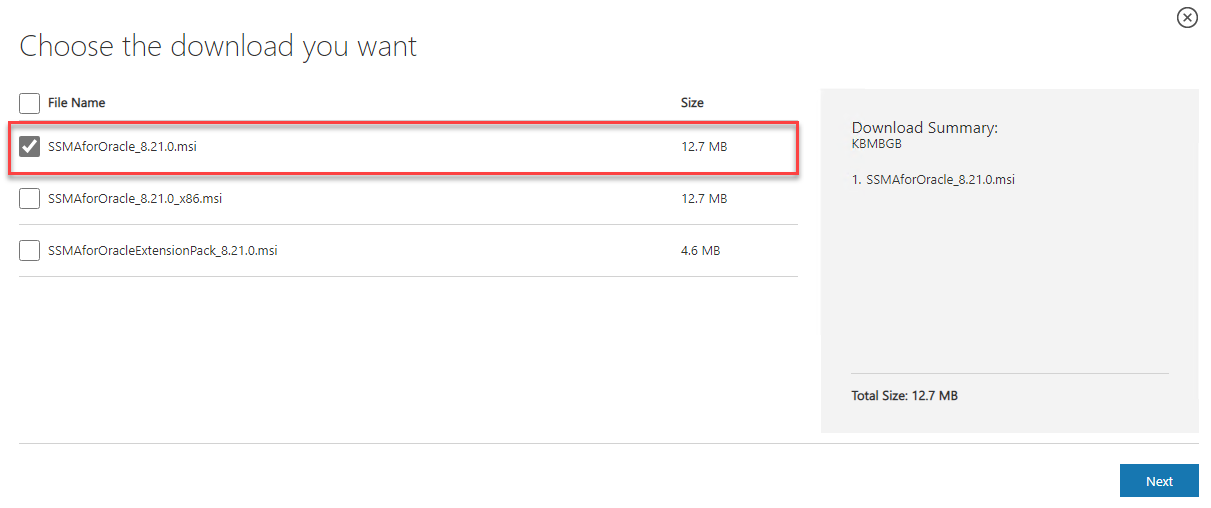 Choose the download you want
File Name Size
SSMAforOracle_8.21.0.msi 12.7 MB
SSMAforOracle_8.21.0_x86.msi 12.7 MB
SSMAforOracleExtensionPack_8.21.0.msi 4.6 MB
Download Summary:
KBMBGB
1. SSMAforOracle_8.21.0.msi
Total Size: 12.7 MB
Next